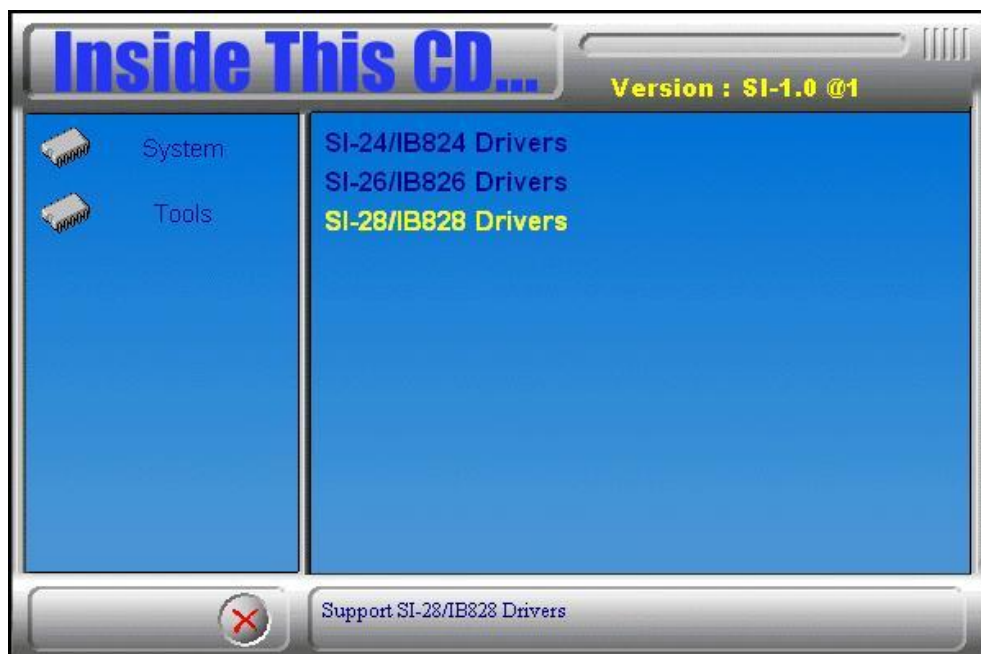 Inside This CD...
Version : SI-1.0 @1
System
Tools
SI-24/IB824 Drivers
SI-26/IB826 Drivers
SI-28/IB828 Drivers
Support SI-28/IB828 Drivers